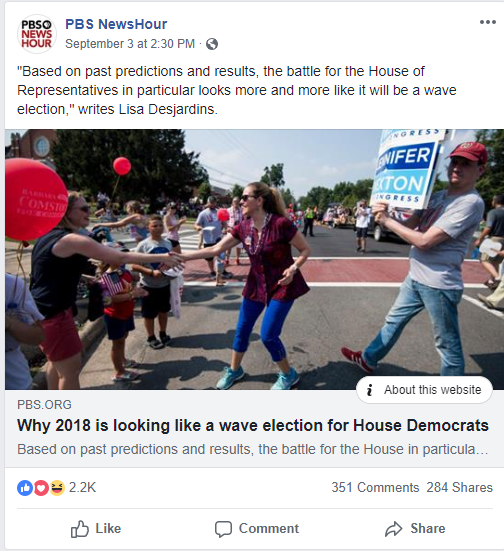 PBS
NEWS
HOUR
PBS NewsHour
September 3 at 2:30 PM ·
"Based on past predictions and results, the battle for the House of
Representatives in particular looks more and more like it will be a wave
election," writes Lisa Desjardins.
NGRESS
NIFER
XTON
NGRESS
BARBARA
COMSTO
i About this website
PBS.ORG
Why 2018 is looking like a wave election for House Democrats
Based on past predictions and results, the battle for the House in particula...
2.2K
351 Comments 284 Shares
Like
Comment
Share